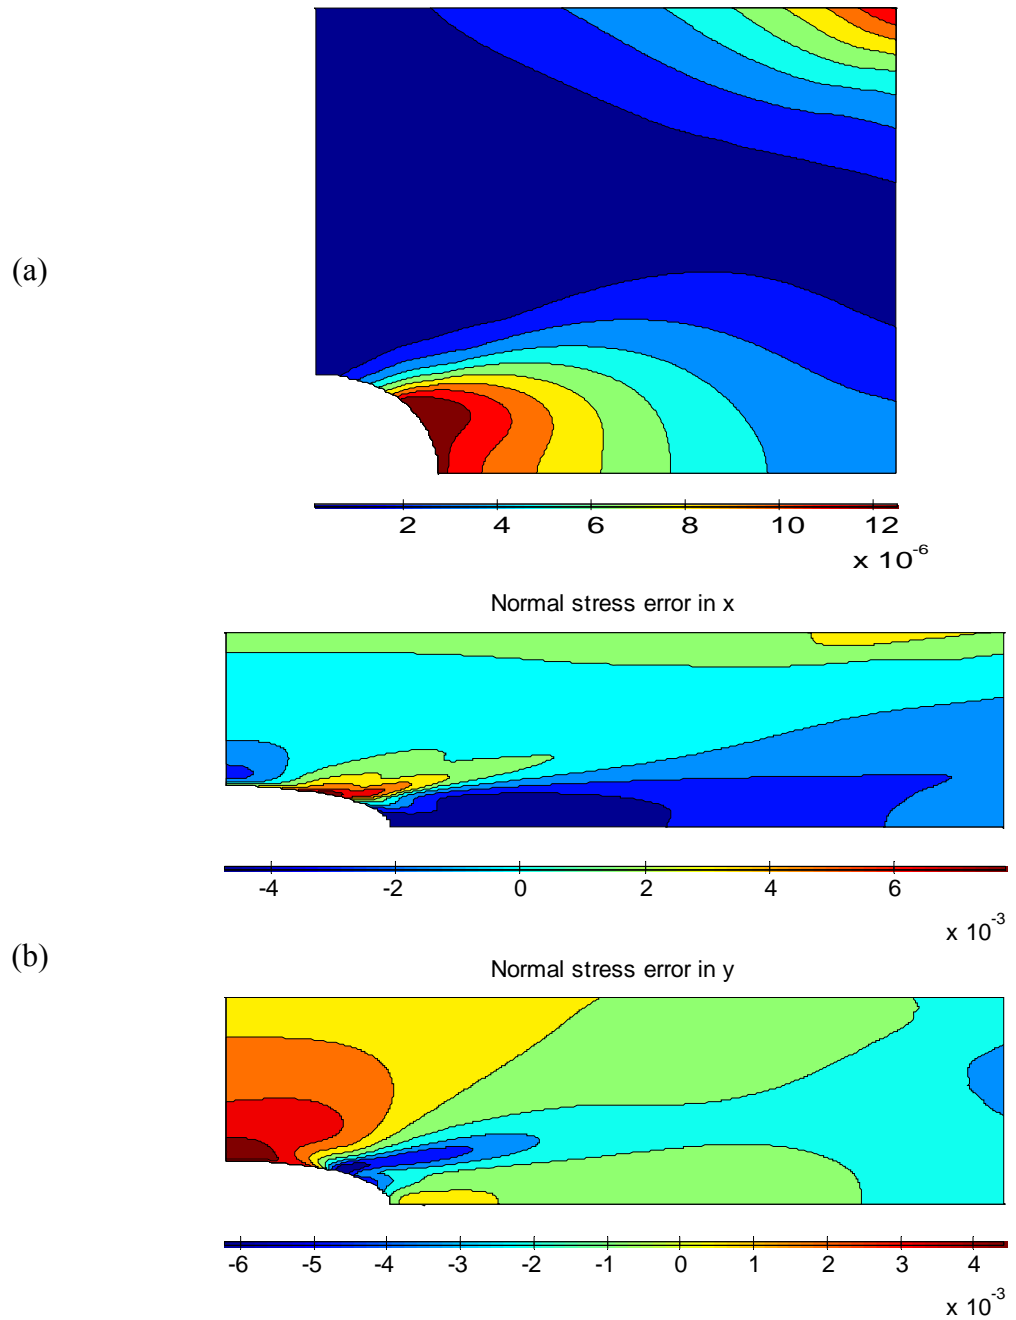 (a)
2 4 6 8 10 12
x 10-6
Normal stress error in x
-4 -2 0 2 4 6
x 10-3
(b)
Normal stress error in y
-6 -5 -4 -3 -2 -1 0 1 2 3 4
x 10-3